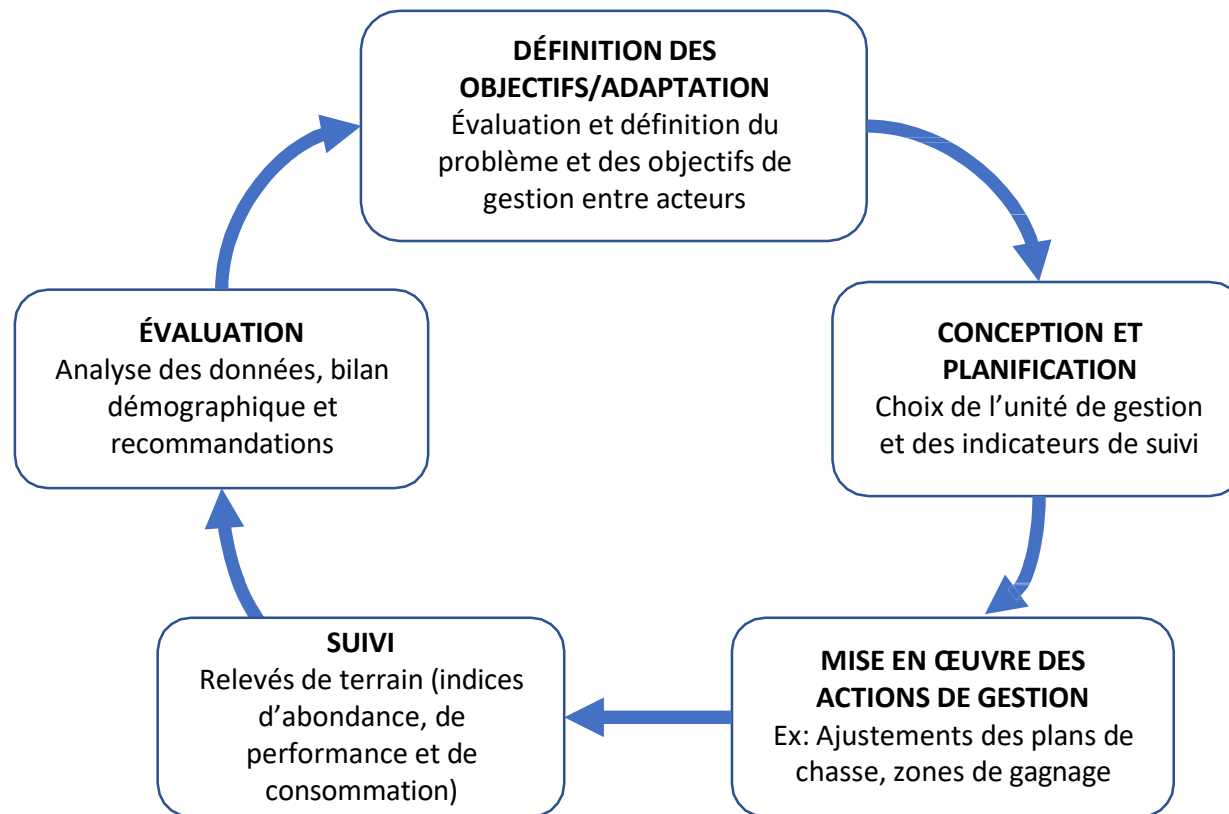 DÉFINITION DES
OBJECTIFS/ADAPTATION
Évaluation et définition du
problème et des objectifs de
gestion entre acteurs
CONCEPTION ET
PLANIFICATION
Choix de l’unité de gestion
et des indicateurs de suivi
MISE EN ŒUVRE DES
ACTIONS DE GESTION
Ex: Ajustements des plans de
chasse, zones de gagnage
SUIVI
Relevés de terrain (indices
d’abondance, de
performance et de
consommation)
ÉVALUATION
Analyse des données, bilan
démographique et
recommandations